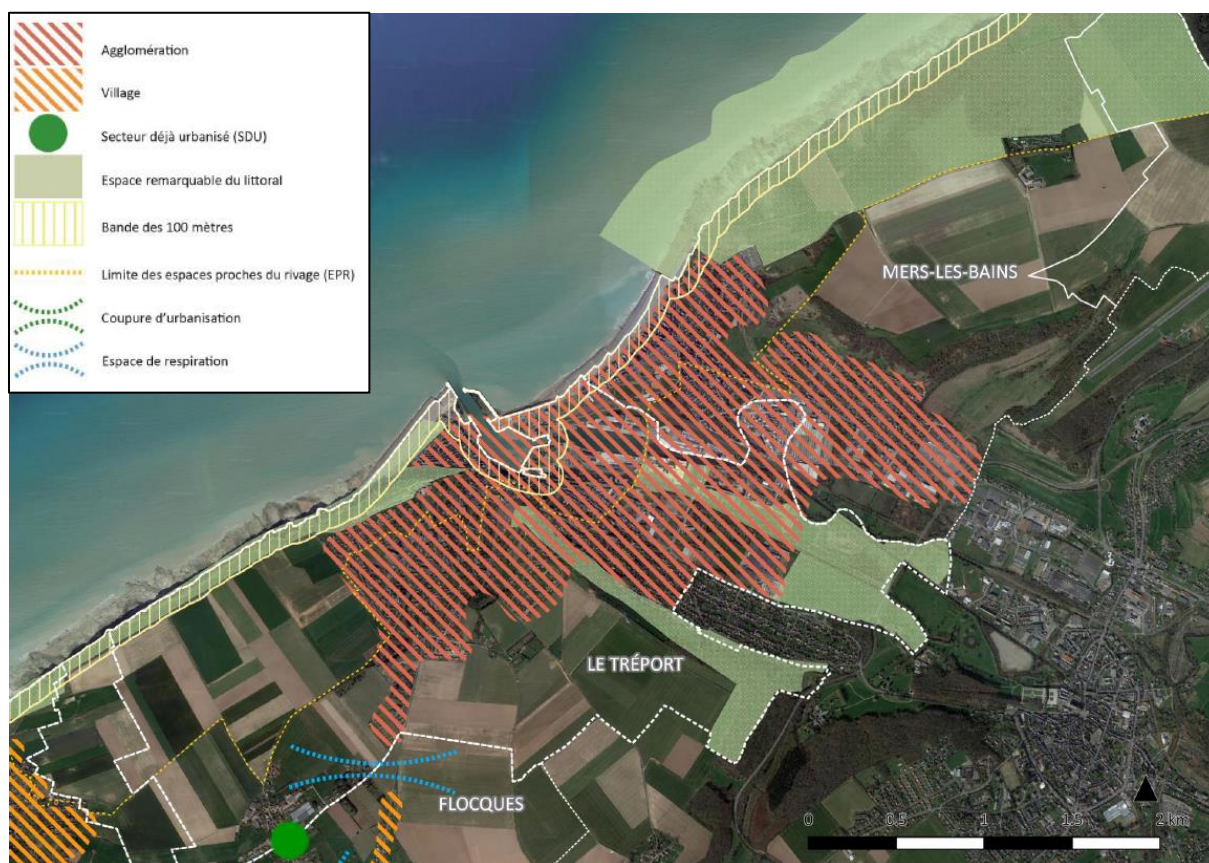 Agglomération
Village
Secteur déjà urbanisé (SDU)
Espace remarquable du littoral
Bande des 100 mètres
Limite des espaces proches du rivage (EPR)
Coupure d'urbanisation
Espace de respiration
MERS-LES-BAINS
LE TRÉPORT
FLOCQUES
0 0.5 1 1.5 2 km